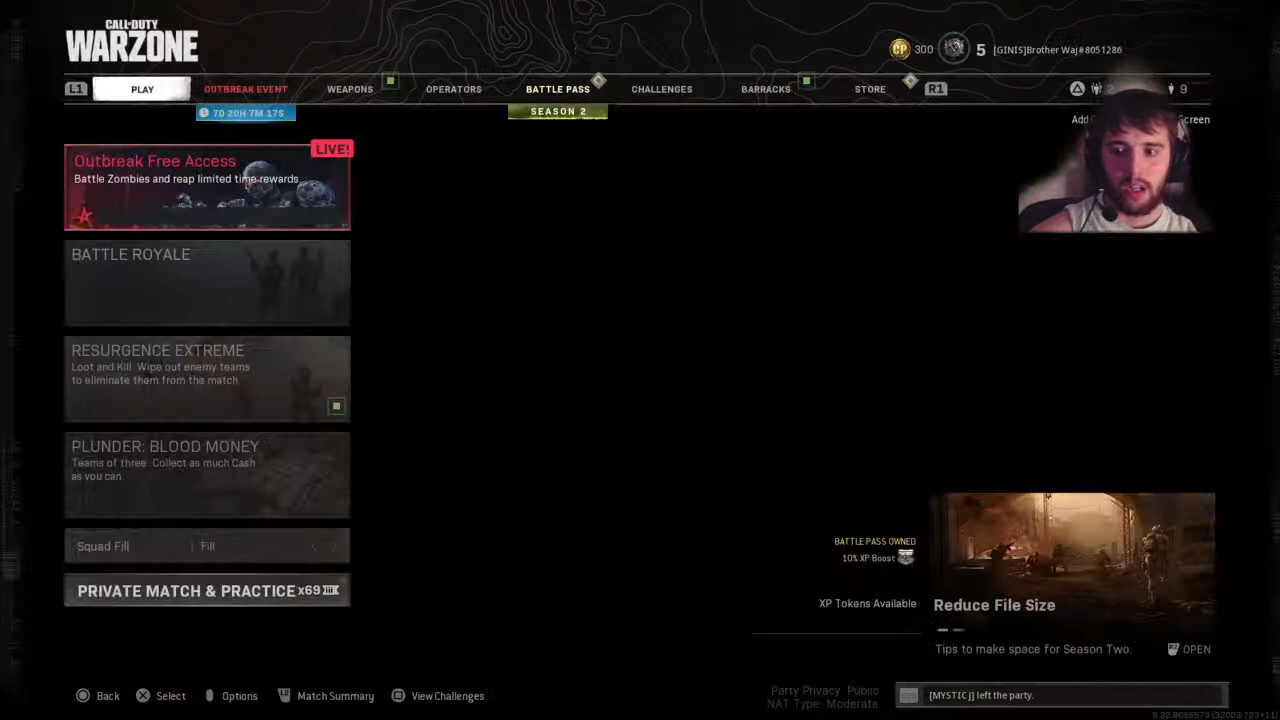 CALL OF DUTY
WARZONE
CP 300
5 [GINIS]Brother Waj#8051286
L1
PLAY
OUTBREAK EVENT
WEAPONS
OPERATORS
BATTLE PASS
CHALLENGES
BARRACKS
STORE
R1
9
7D 20H 7M 17S
SEASON 2
Add
Screen
LIVE!
Outbreak Free Access
Battle Zombies and reap limited time rewards
BATTLE ROYALE
RESURGENCE EXTREME
Loot and Kill. Wipe out enemy teams
to eliminate them from the match
PLUNDER: BLOOD MONEY
Teams of three. Collect as much Cash
as you can
Squad Fill
Fill
PRIVATE MATCH & PRACTICE x69
BATTLE PASS OWNED
10% XP Boost
XP Tokens Available
Reduce File Size
Tips to make space for Season Two.
OPEN
Back
Select
Options
L2 Match Summary
View Challenges
Party Privacy Public
NAT Type: Moderate
[MYSTIC J] left the party.